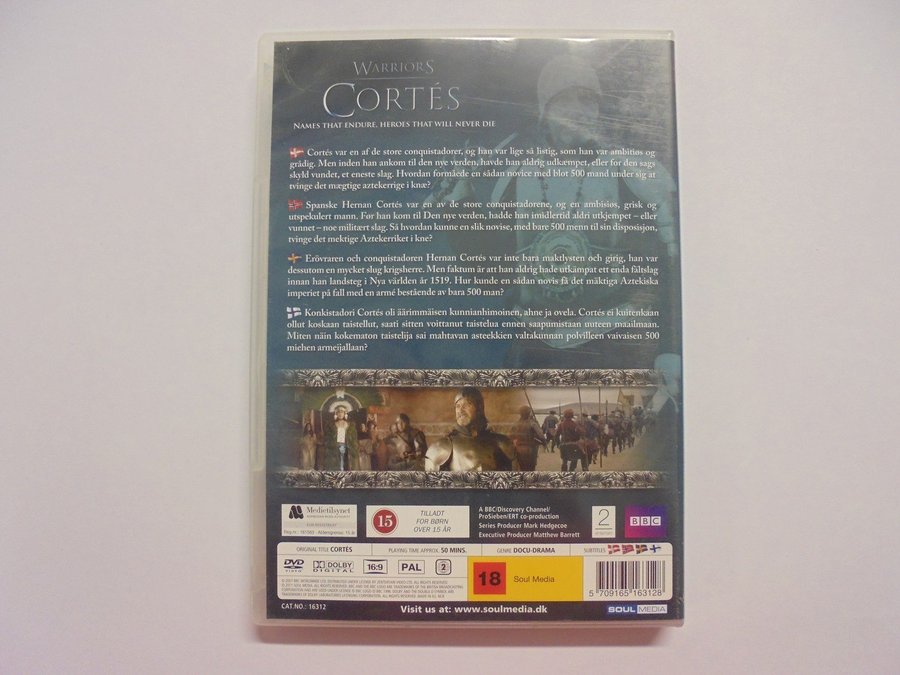 WARRIORS
CORTÉS
NAMES THAT ENDURE, HEROES THAT WILL NEVER DIE
Cortés var en af de store conquistadorer, og han var lige så listig, som han var ambitiøs og
grådig. Men inden han ankom til den nye verden, havde han aldrig udkæmpet, eller for den sags
skyld vundet, et eneste slag. Hvordan formåede en sådan novice med blot 500 mand under sig at
tvinge det mægtige aztekerrige i knæ?
Spanske Hernan Cortés var en av de store conquistadorene, og en ambisiøs, grisk og
utspekulert mann. Før han kom til Den nye verden, hadde han imidlertid aldri utkjempet – eller
vunnet – noe militært slag. Så hvordan kunne en slik novise, med bare 500 menn til sin disposisjon,
tvinge det mektige Aztekerriket i kne?
Erövraren och conquistadoren Hernan Cortés var inte bara maktlysten och girig, han var
dessutom en mycket slug krigsherre. Men faktum är att han aldrig hade utkämpat ett enda fältslag
innan han landsteg i Nya världen år 1519. Hur kunde en sådan novis få det mäktiga Aztekiska
imperiet på fall med en armé bestående av bara 500 man?
Konkistadori Cortés oli äärimmäisen kunnianhimoinen, ahne ja ovela. Cortés ei kuitenkaan
ollut koskaan taistellut, saati sitten voittanut taistelua ennen saapumistaan uuteen maailmaan.
Miten näin kokematon taistelija sai mahtavan asteekkien valtakunnan polvilleen vaivaisen 500
miehen armeijallaan?
Medietilsynet
Reg.nr.: 161569 Aldersgrense: 15 år
15
TILLADT
FOR BØRN
OVER 15 ÅR
A BBC/Discovery Channel/
ProSieben/ERT co-production
Series Producer Mark Hedgecoe
Executive Producer Matthew Barrett
2
BBC
ORIGINAL TITLE CORTÉS
PLAYING TIME APPROX. 50 MINS.
GENRE DOCU-DRAMA
SUBTITLES
DVD
VIDEO
DOLBY
DIGITAL
16:9
PAL
2
18
Soul Media
5 709165 163128
CAT.NO.: 16312
Visit us at: www.soulmedia.dk
SOUL MEDIA